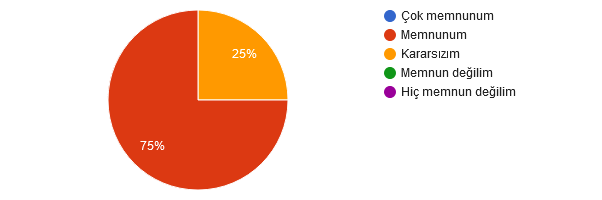 25%
75%
Çok memnunum
Memnunum
Kararsızım
Memnun değilim
Hiç memnun değilim